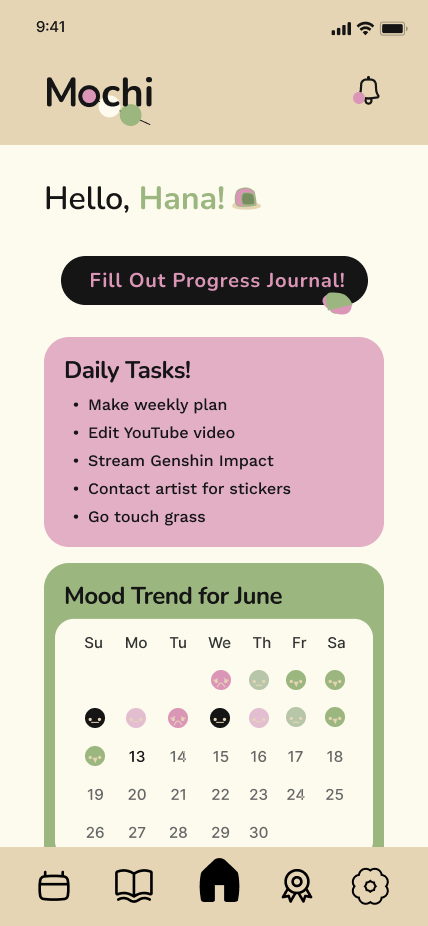 9:41
Mochi
Hello, Hana!
Fill Out Progress Journal!
Daily Tasks!
• Make weekly plan
• Edit YouTube video
• Stream Genshin Impact
• Contact artist for stickers
• Go touch grass
Mood Trend for June
Su Mo Tu We Th Fr Sa
13 14 15 16 17 18
19 20 21 22 23 24 25
26 27 28 29 30